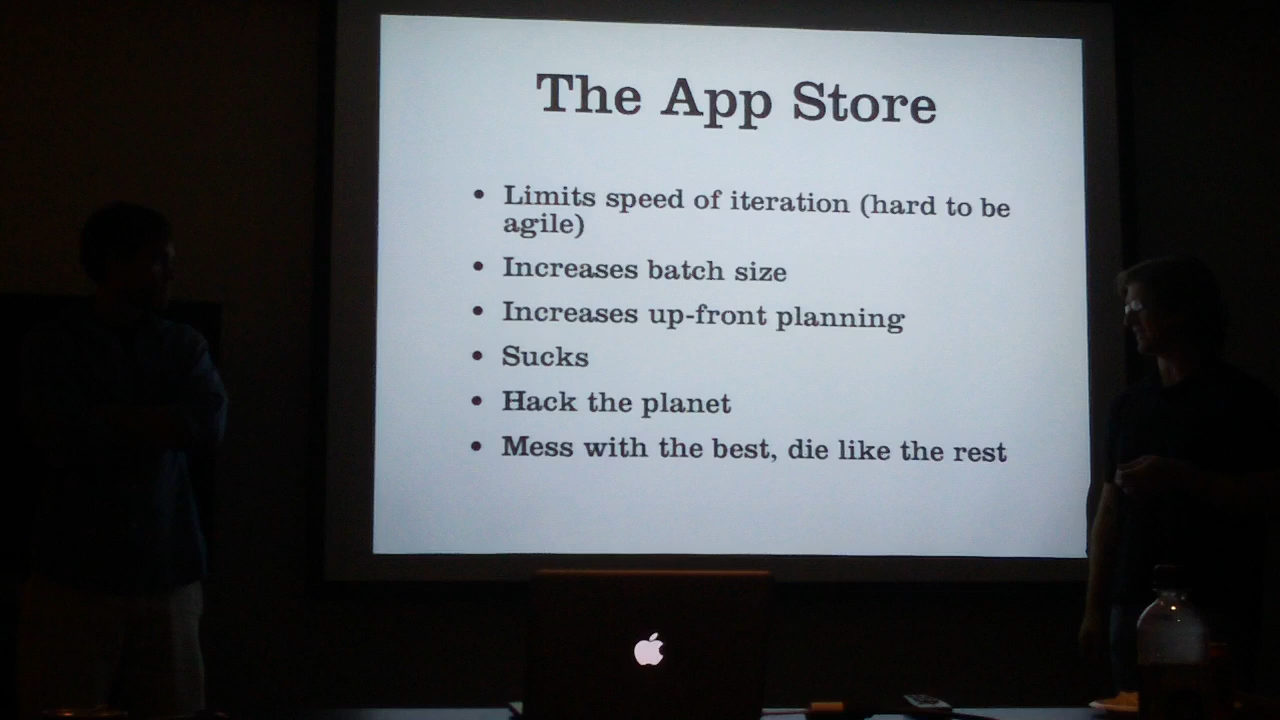 The App Store
• Limits speed of iteration (hard to be
agile)
• Increases batch size
• Increases up-front planning
• Sucks
• Hack the planet
• Mess with the best, die like the rest